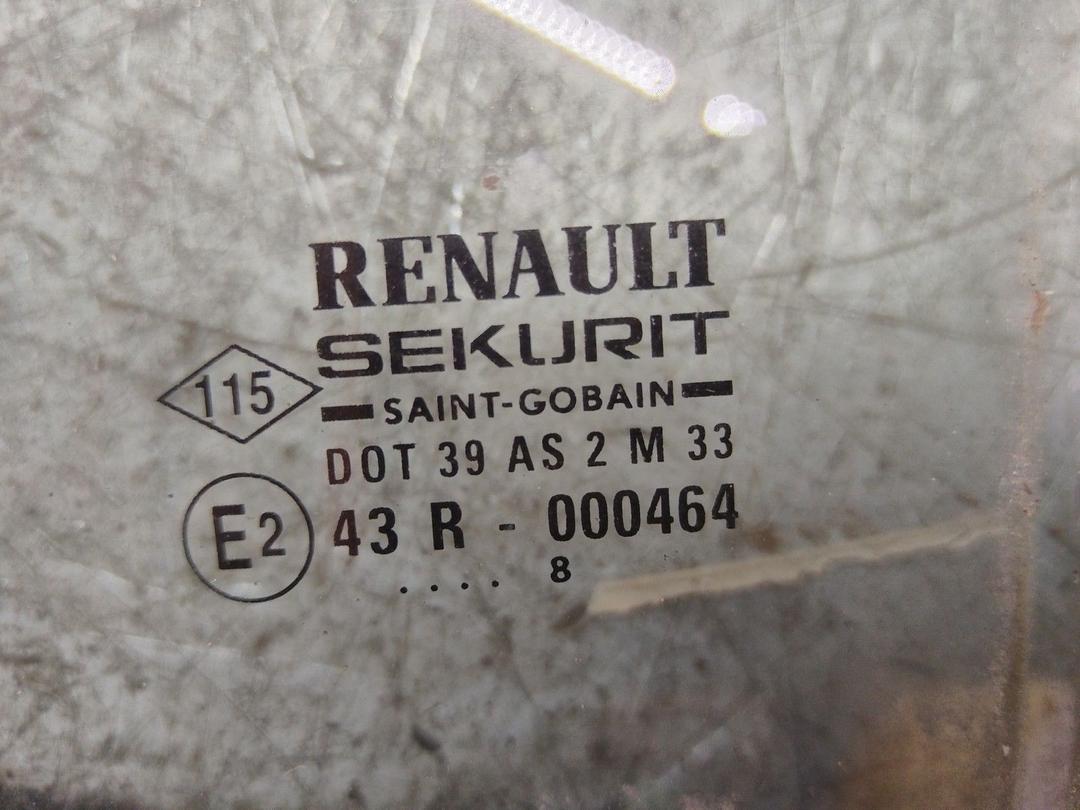 RENAULT
SEKURIT
115
SAINT-GOBAIN
DOT 39 AS 2 M 33
E2 43 R - 000464
. . . . 8